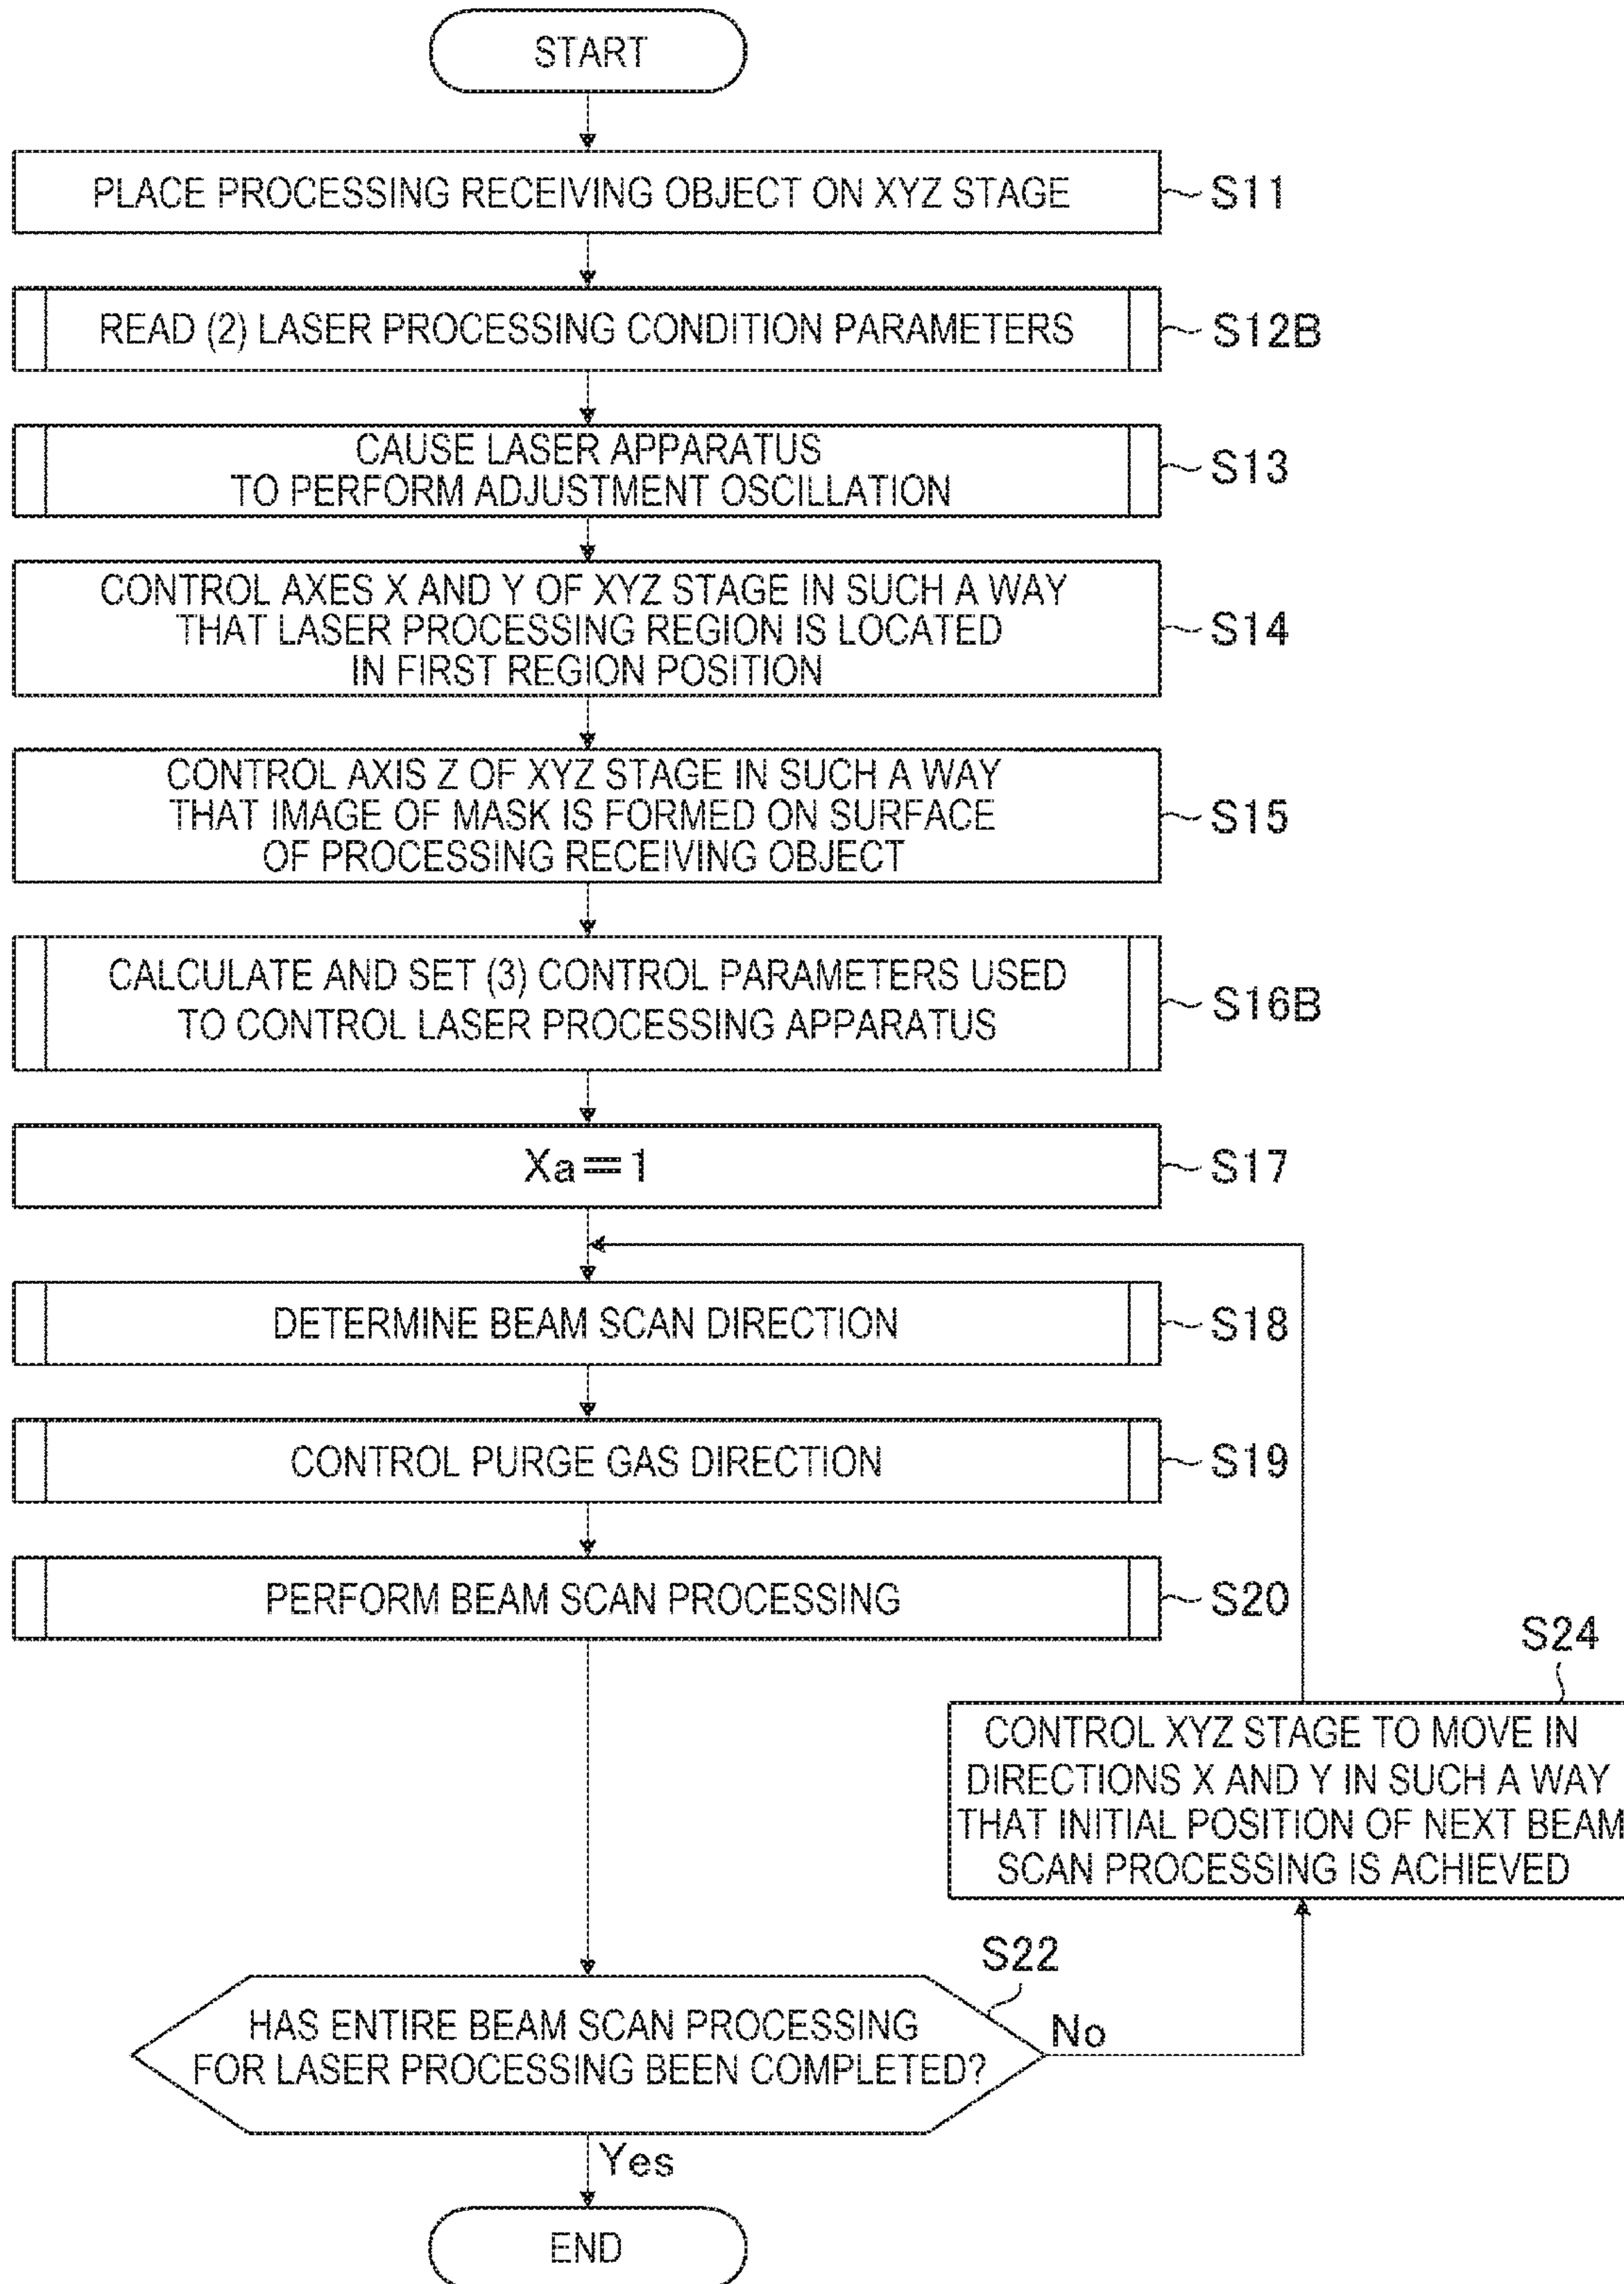 START
PLACE PROCESSING RECEIVING OBJECT ON XYZ STAGE
S11
READ (2) LASER PROCESSING CONDITION PARAMETERS
S12B
CAUSE LASER APPARATUS
TO PERFORM ADJUSTMENT OSCILLATION
S13
CONTROL AXES X AND Y OF XYZ STAGE IN SUCH A WAY
THAT LASER PROCESSING REGION IS LOCATED
IN FIRST REGION POSITION
S14
CONTROL AXIS Z OF XYZ STAGE IN SUCH A WAY
THAT IMAGE OF MASK IS FORMED ON SURFACE
OF PROCESSING RECEIVING OBJECT
S15
CALCULATE AND SET (3) CONTROL PARAMETERS USED
TO CONTROL LASER PROCESSING APPARATUS
S16B
Xa=1
S17
DETERMINE BEAM SCAN DIRECTION
S18
CONTROL PURGE GAS DIRECTION
S19
PERFORM BEAM SCAN PROCESSING
S20
S24
CONTROL XYZ STAGE TO MOVE IN
DIRECTIONS X AND Y IN SUCH A WAY
THAT INITIAL POSITION OF NEXT BEAM
SCAN PROCESSING IS ACHIEVED
S22
HAS ENTIRE BEAM SCAN PROCESSING
FOR LASER PROCESSING BEEN COMPLETED?
No
Yes
END